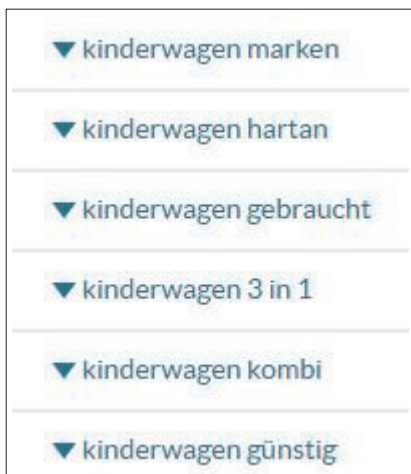 kinderwagen marken
kinderwagen hartan
kinderwagen gebraucht
kinderwagen 3 in 1
kinderwagen kombi
kinderwagen günstig